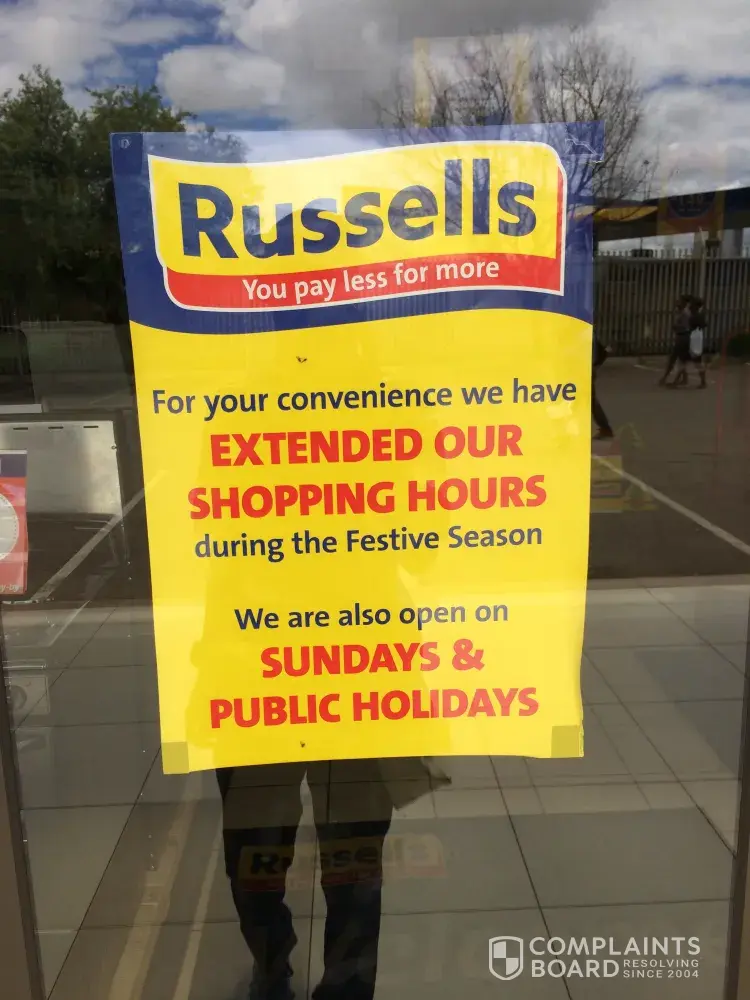 Russells
You pay less for more
For your convenience we have
EXTENDED OUR
SHOPPING HOURS
during the Festive Season
We are also open on
SUNDAYS &
PUBLIC HOLIDAYS
Russells
COMPLAINTS
BOARD RESOLVING
SINCE 2004